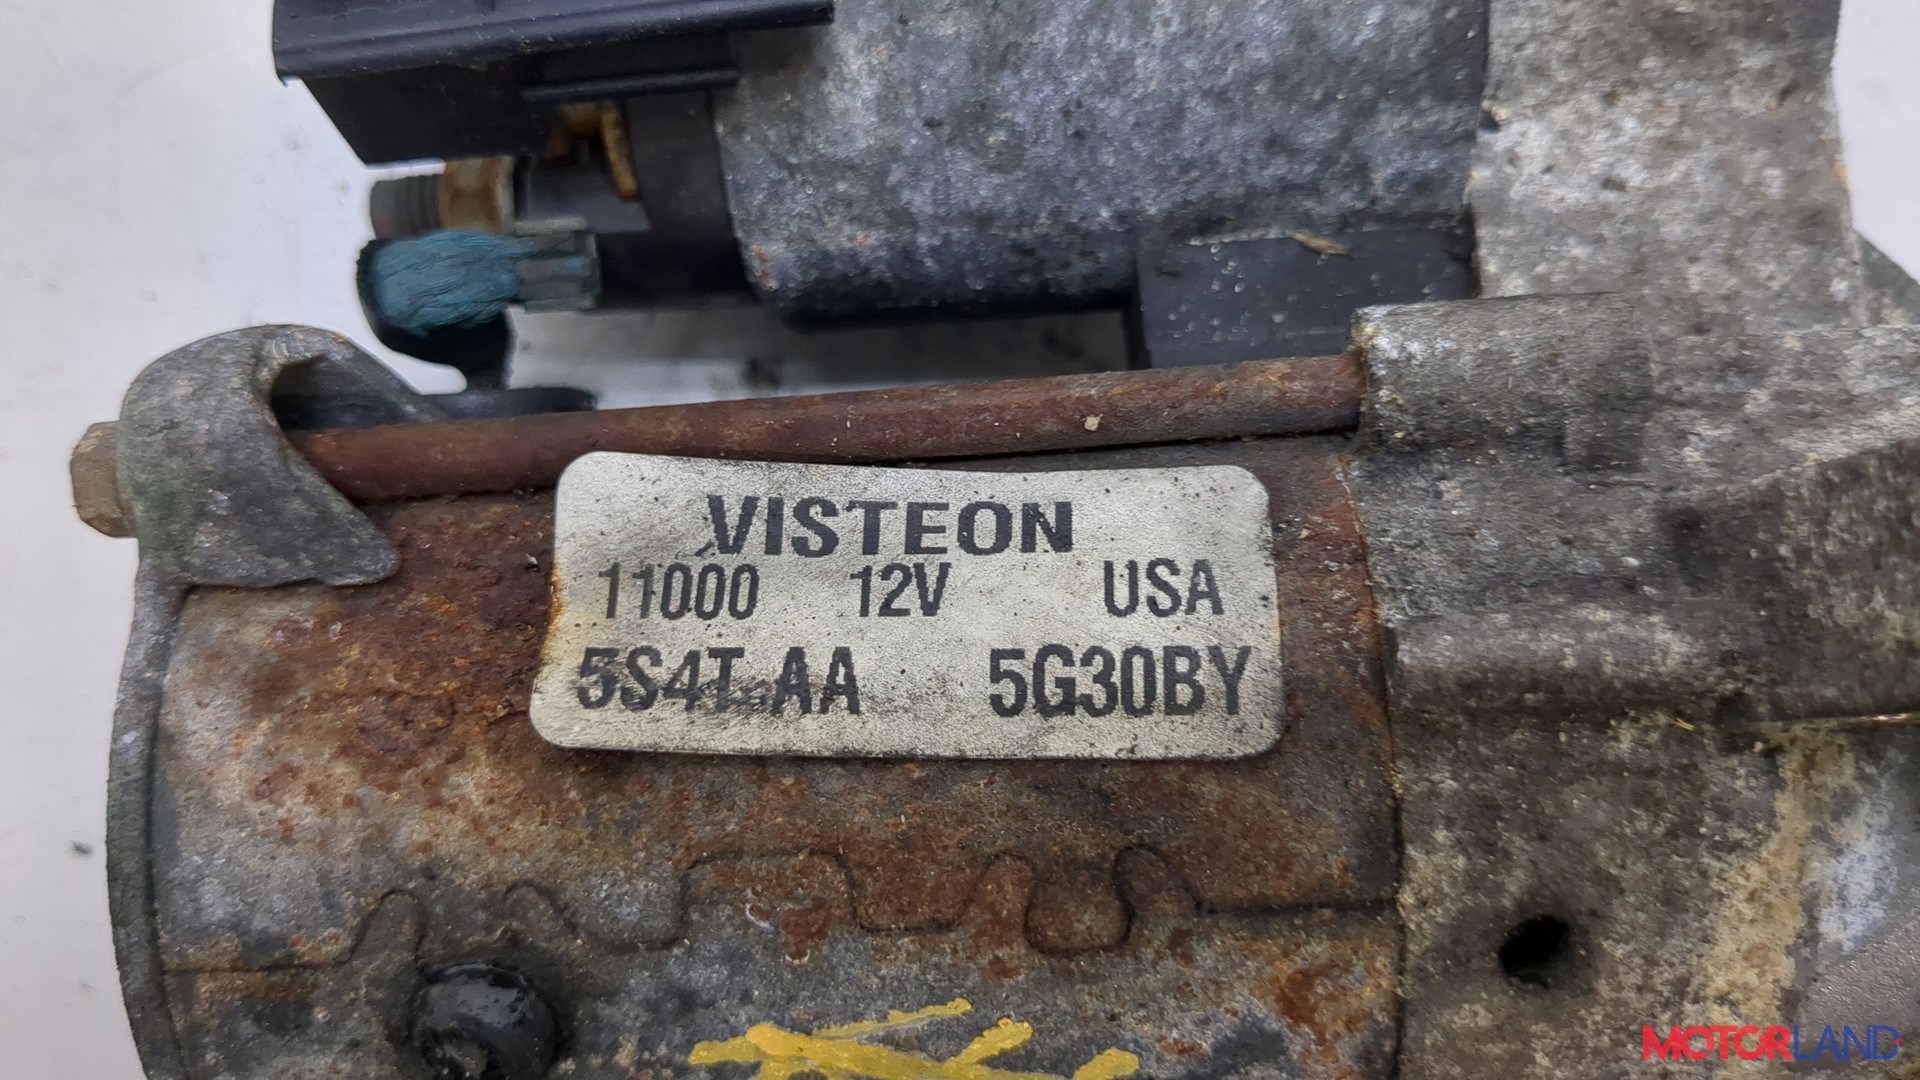 VISTEON
11000 12V USA
5S4T AA 5G30BY
MOTORLAND